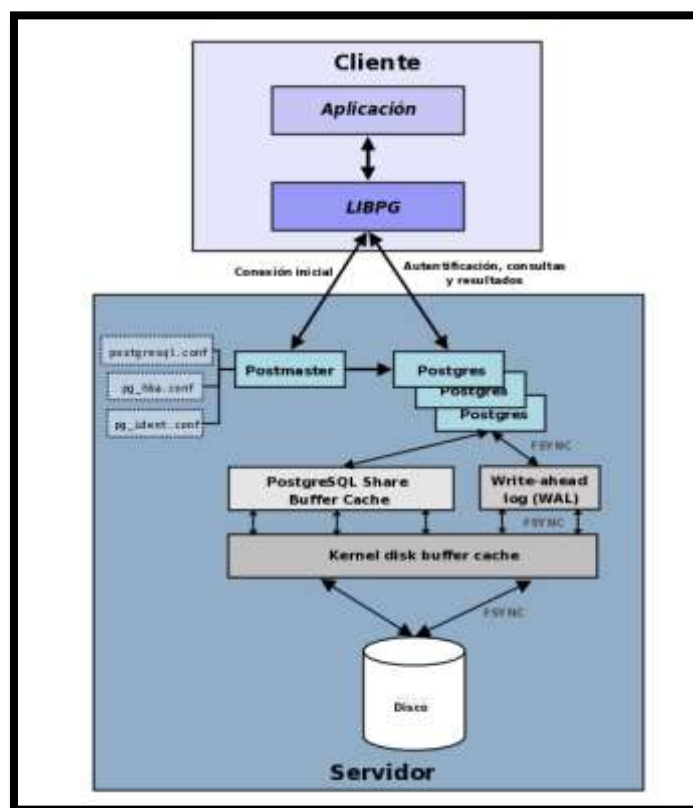 Cliente
Aplicación
LIBPG
Conexión inicial
Autentificación, consultas
y resultados
postgresql.conf
pg_hba.conf
pg_ident.conf
Postmaster
Postgres
Postgres
Postgres
FSYNC
PostgreSQL Share
Buffer Cache
Write-ahead
log (WAL)
FSYNC
Kernel disk buffer cache
FSYNC
Disco
Servidor